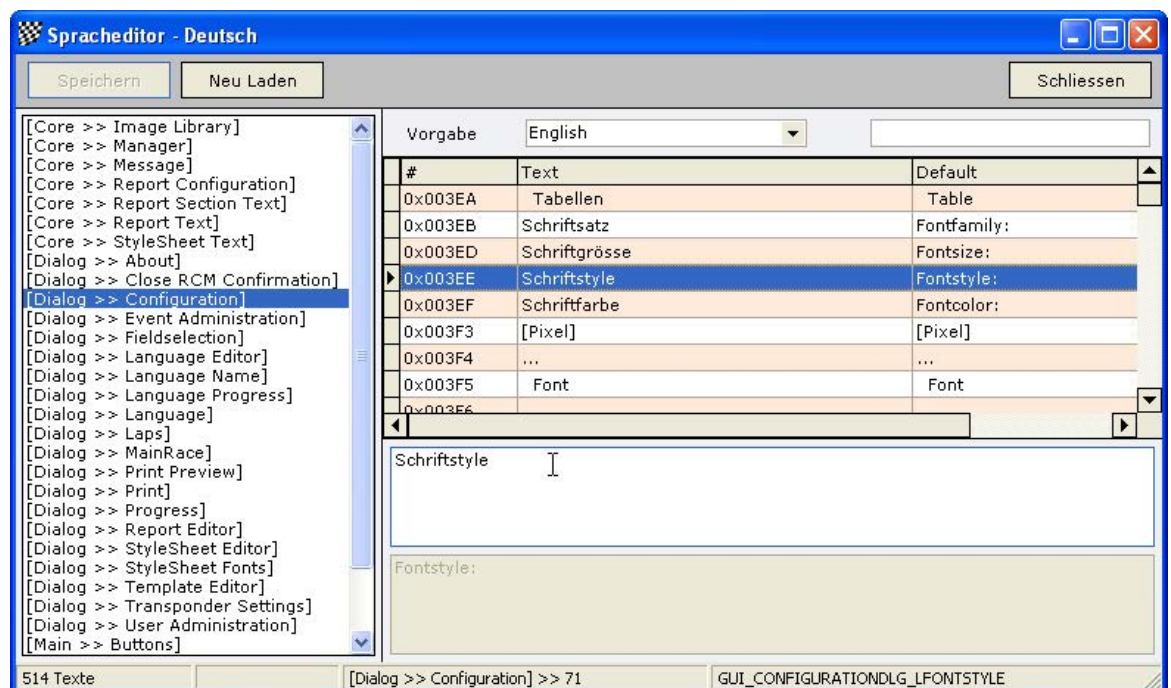 Spracheditor - Deutsch
Speichern Neu Laden Schliessen
[Core >> Image Library]
[Core >> Manager]
[Core >> Message]
[Core >> Report Configuration]
[Core >> Report Section Text]
[Core >> Report Text]
[Core >> StyleSheet Text]
[Dialog >> About]
[Dialog >> Close RCM Confirmation]
[Dialog >> Configuration]
[Dialog >> Event Administration]
[Dialog >> Fieldselection]
[Dialog >> Language Editor]
[Dialog >> Language Name]
[Dialog >> Language Progress]
[Dialog >> Language]
[Dialog >> Laps]
[Dialog >> MainRace]
[Dialog >> Print Preview]
[Dialog >> Print]
[Dialog >> Progress]
[Dialog >> Report Editor]
[Dialog >> StyleSheet Editor]
[Dialog >> StyleSheet Fonts]
[Dialog >> Template Editor]
[Dialog >> Transponder Settings]
[Dialog >> User Administration]
[Main >> Buttons]
Vorgabe English
# Text Default
0x003EA Tabellen Table
0x003EB Schriftsatz Fontfamily:
0x003ED Schriftgrösse Fontsize:
0x003EE Schriftstyle Fontstyle:
0x003EF Schriftfarbe Fontcolor:
0x003F3 [Pixel] [Pixel]
0x003F4 ... ...
0x003F5 Font Font
0x003F6
Schriftstyle
Fontstyle:
514 Texte [Dialog >> Configuration] >> 71 GUI_CONFIGURATIONDLG_LFONTSTYLE